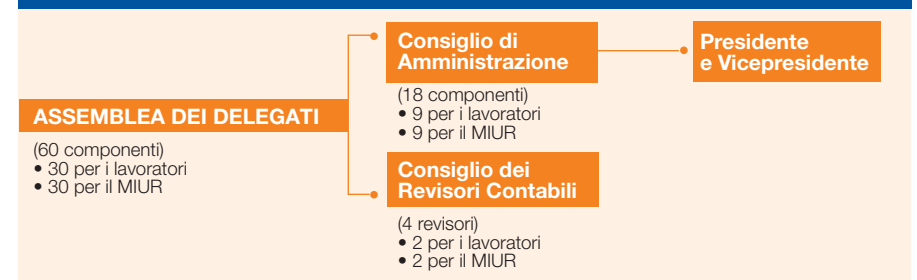 ASSEMBLEA DEI DELEGATI
(60 componenti)
• 30 per i lavoratori
• 30 per il MIUR
Consiglio di
Amministrazione
(18 componenti)
• 9 per i lavoratori
• 9 per il MIUR
Presidente
e Vicepresidente
Consiglio dei
Revisori Contabili
(4 revisori)
• 2 per i lavoratori
• 2 per il MIUR